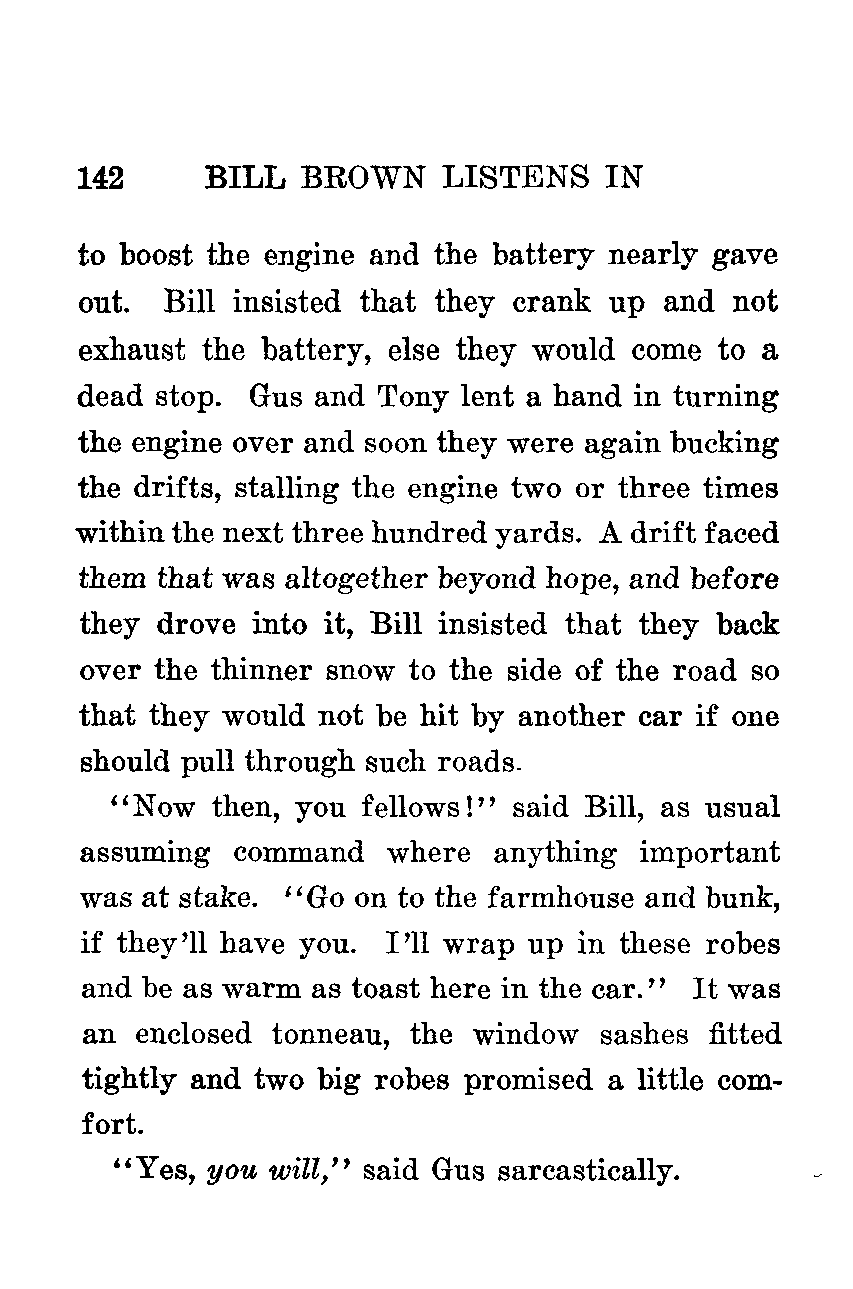 142 BILL BROWN LISTENS IN
to boost the engine and the battery nearly gave
out. Bill insisted that they crank up and not
exhaust the battery, else they would come to a
dead stop. Gus and Tony lent a hand in turning
the engine over and soon they were again bucking
the drifts, stalling the engine two or three times
within the next three hundred yards. A drift faced
them that was altogether beyond hope, and before
they drove into it, Bill insisted that they back
over the thinner snow to the side of the road so
that they would not be hit by another car if one
should pull through such roads.
“Now then, you fellows!” said Bill, as usual
assuming command where anything important
was at stake. “Go on to the farmhouse and bunk,
if they’ll have you. I’ll wrap up in these robes
and be as warm as toast here in the car.” It was
an enclosed tonneau, the window sashes fitted
tightly and two big robes promised a little com-
fort.
“Yes, you will,” said Gus sarcastically.